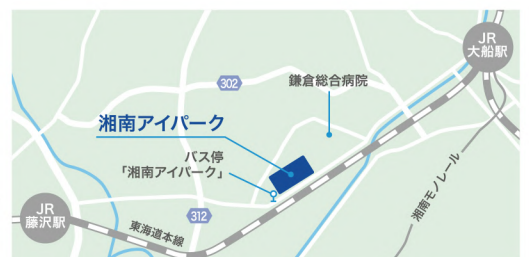 JR
大船駅
302
鎌倉総合病院
湘南アイパーク
バス停
「湘南アイパーク」
湘南モノレール
JR
藤沢駅
312
東海道本線